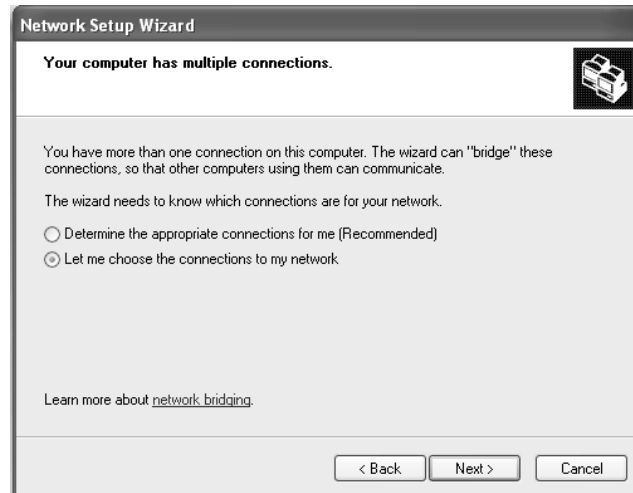 Network Setup Wizard
Your computer has multiple connections.
You have more than one connection on this computer. The wizard can "bridge" these
connections, so that other computers using them can communicate.
The wizard needs to know which connections are for your network.
Determine the appropriate connections for me (Recommended)
Let me choose the connections to my network
Learn more about network bridging.
< Back
Next >
Cancel